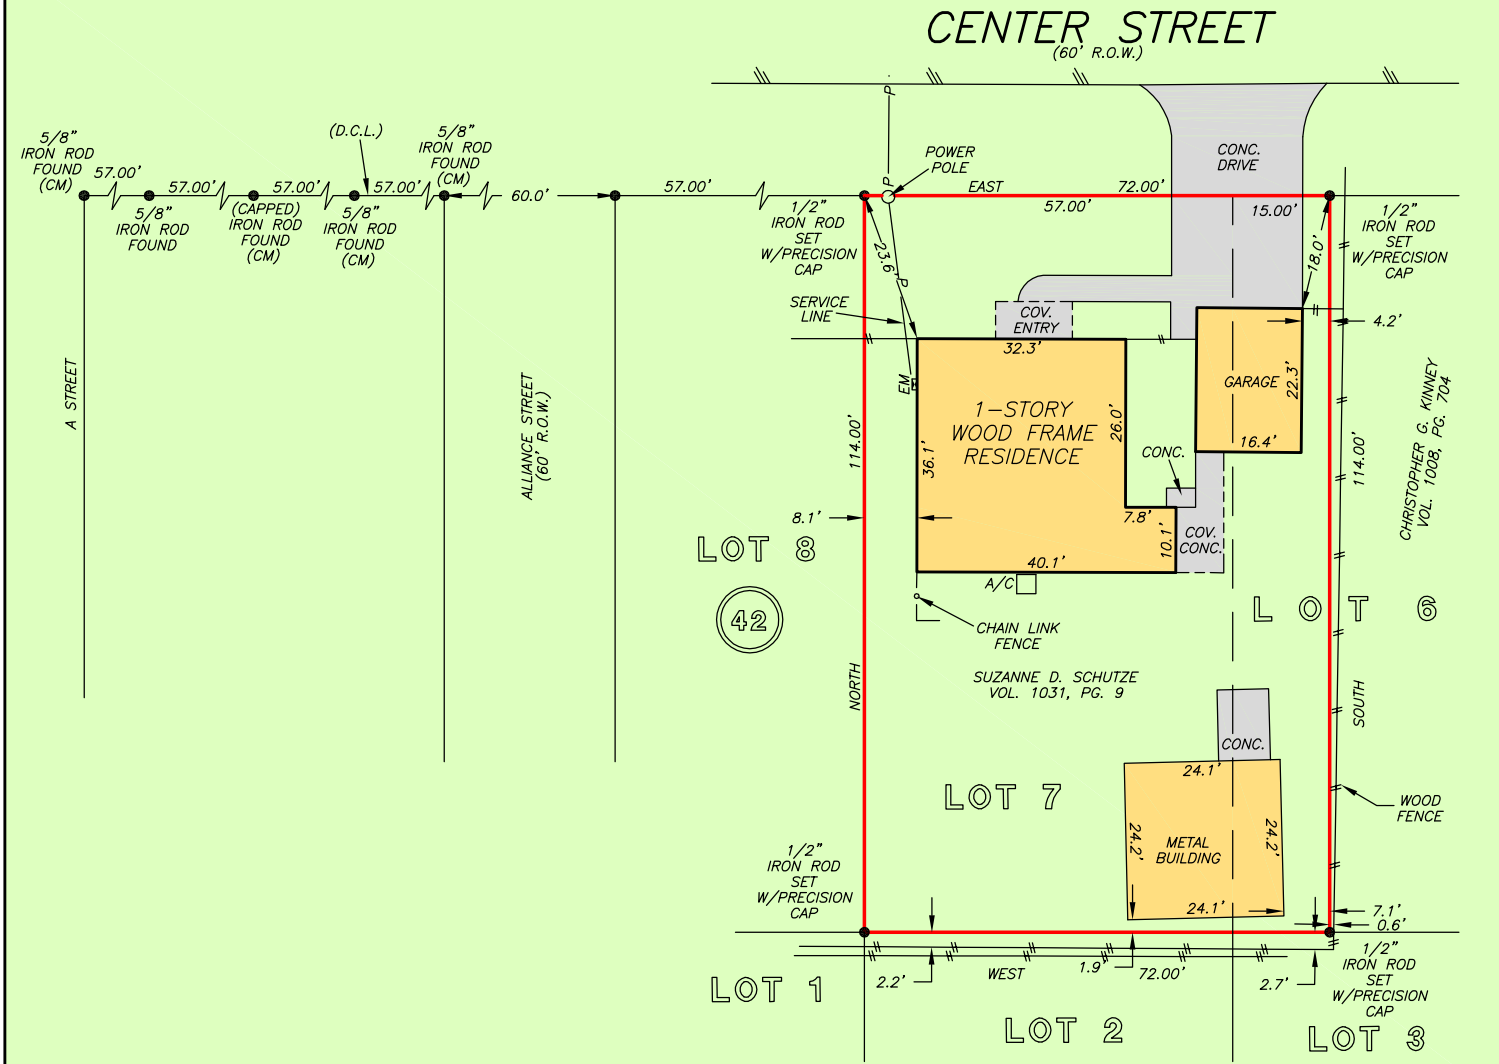 CENTER STREET
(60' R.O.W.)
5/8"
IRON ROD
FOUND
(CM)
57.00'
5/8"
IRON ROD
FOUND
57.00'
(CAPPED)
IRON ROD
FOUND
(CM)
57.00'
(D.C.L.)
5/8"
IRON ROD
FOUND
(CM)
57.00'
5/8"
IRON ROD
FOUND
(CM)
60.0'
57.00'
P
P
POWER
POLE
EAST
72.00'
57.00'
15.00'
CONC.
DRIVE
1/2"
IRON ROD
SET
W/PRECISION
CAP
1/2"
IRON ROD
SET
W/PRECISION
CAP
23.6'
P
18.0'
SERVICE
LINE
COV.
ENTRY
4.2'
32.3'
EM
A STREET
ALLIANCE STREET
(60' R.O.W.)
114.00'
36.1'
1-STORY
WOOD FRAME
RESIDENCE
26.0'
GARAGE
22.3'
16.4'
CONC.
114.00'
CHRISTOPHER G. KINNEY
VOL. 1008, PG. 704
8.1'
7.8'
10.1'
COV.
CONC.
40.1'
A/C
LOT 8
42
LOT 6
CHAIN LINK
FENCE
SUZANNE D. SCHUTZE
VOL. 1031, PG. 9
NORTH
SOUTH
CONC.
24.1'
LOT 7
WOOD
FENCE
24.2'
METAL
BUILDING
24.2'
24.1'
1/2"
IRON ROD
SET
W/PRECISION
CAP
7.1'
0.6'
1/2"
IRON ROD
SET
W/PRECISION
CAP
2.2'
WEST
1.9'
72.00'
2.7'
LOT 1
LOT 2
LOT 3